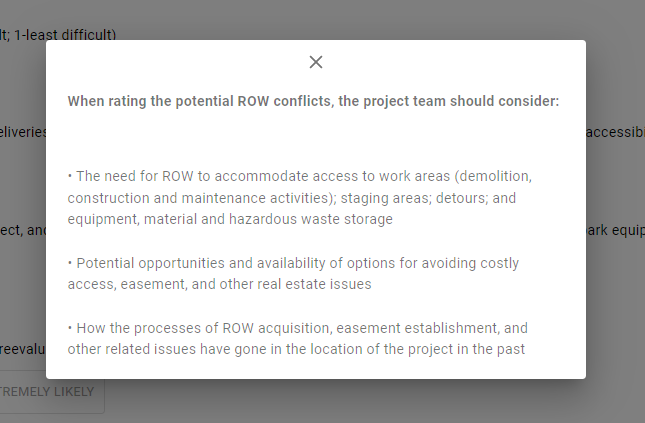 lt; 1-least difficult)
When rating the potential ROW conflicts, the project team should consider:
eliveries
accessib
• The need for ROW to accommodate access to work areas (demolition,
construction and maintenance activities); staging areas; detours; and
equipment, material and hazardous waste storage
ect, and
ark equip
• Potential opportunities and availability of options for avoiding costly
access, easement, and other real estate issues
• How the processes of ROW acquisition, easement establishment, and
other related issues have gone in the location of the project in the past
reevalu
TREMELY LIKELY